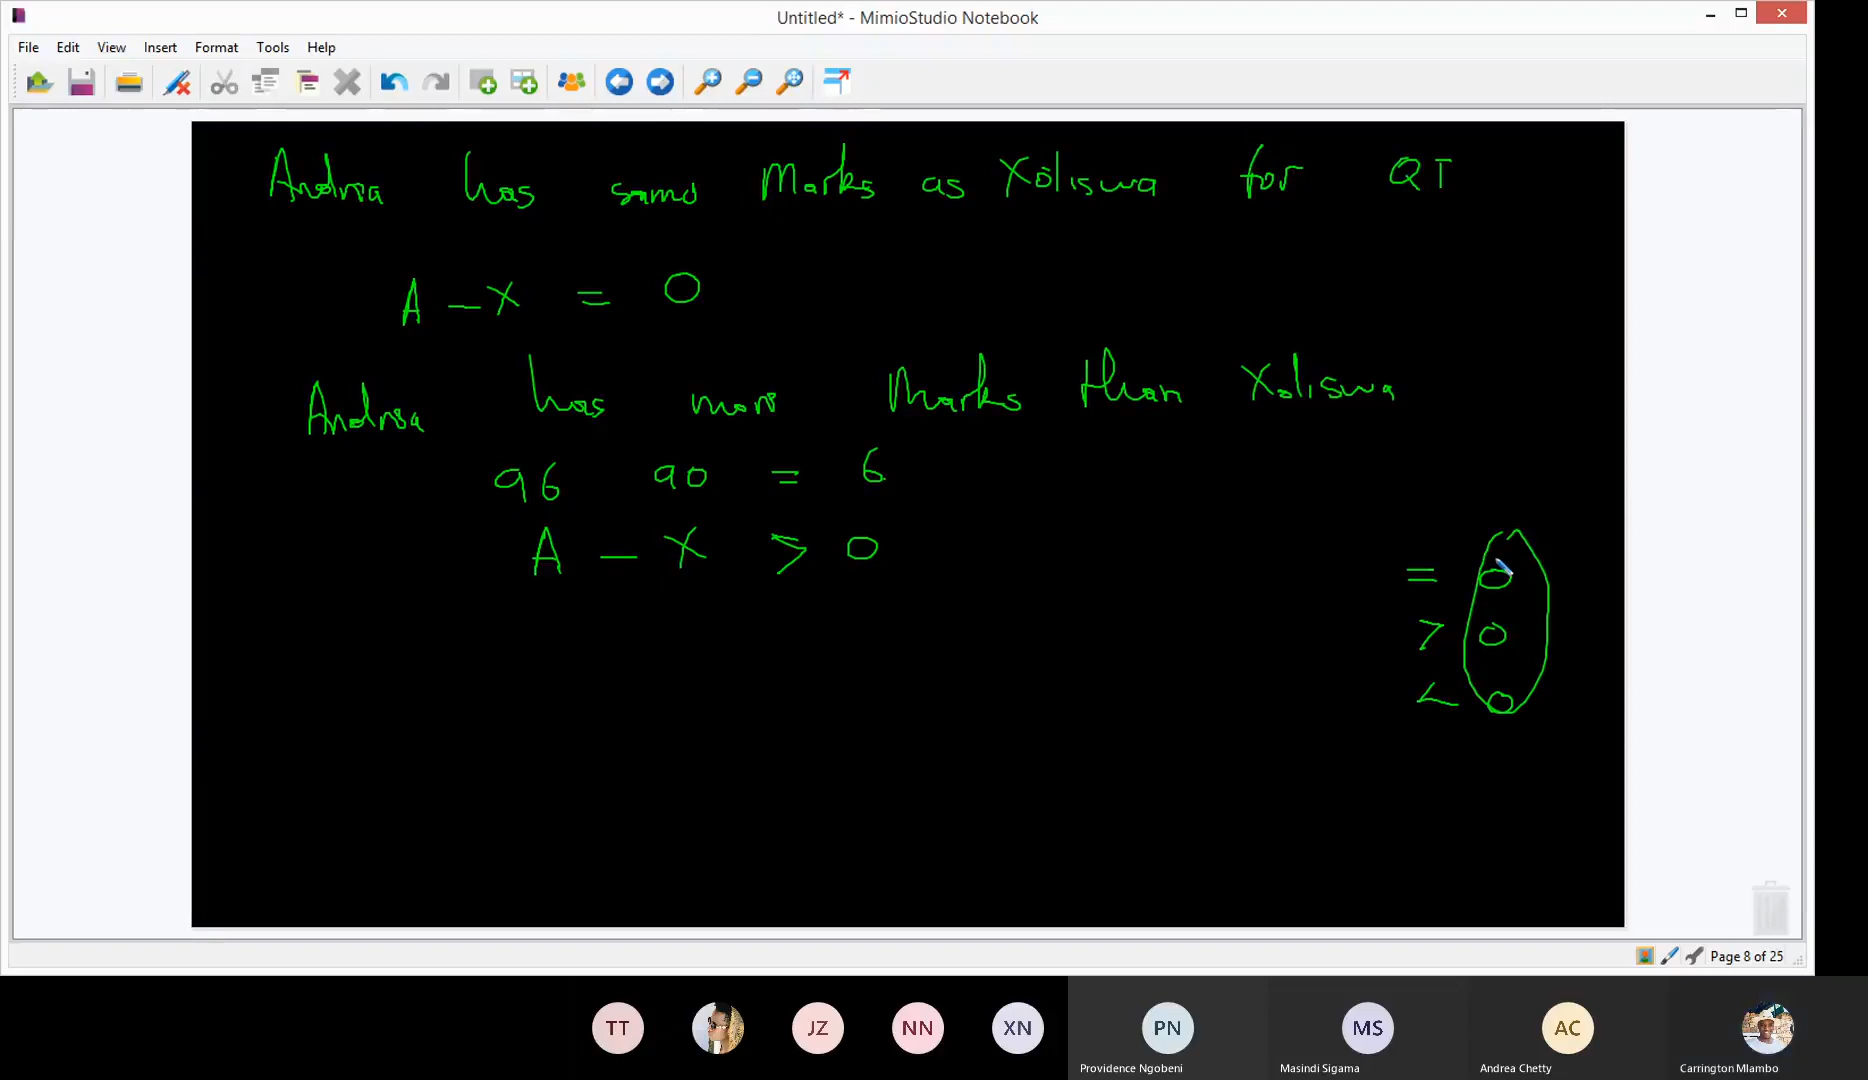 Untitled* - MimioStudio Notebook
File Edit View Insert Format Tools Help
Andrea has same Marks as Xoliswa for QT
A - X = 0
Andrea has more Marks than Xoliswa
96 90 = 6
A - X > 0
= 0
> 0
< 0
Page 8 of 25
TT JZ NN XN PN MS AC
Providence Ngobeni Masindi Sigama Andrea Chetty Carrington Mlambo